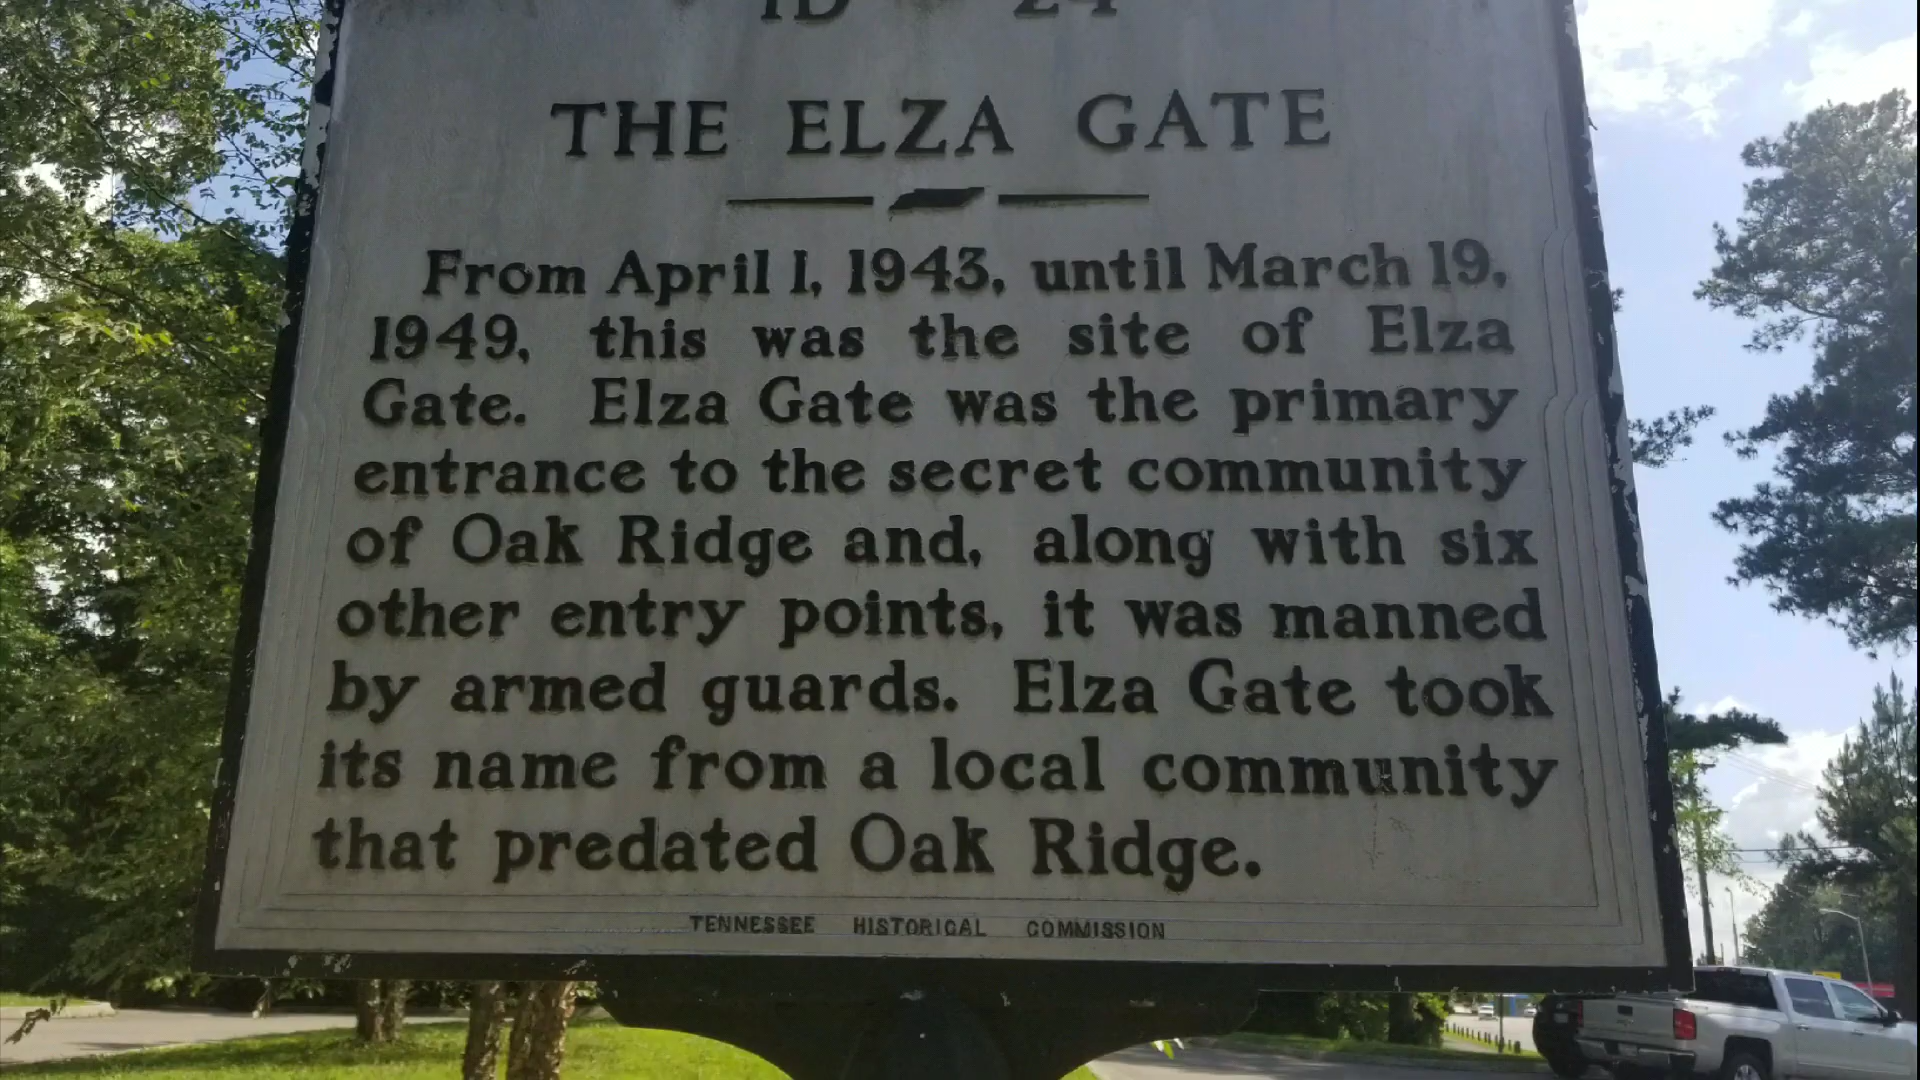 1D 24
THE ELZA GATE
From April 1, 1943, until March 19,
1949, this was the site of Elza
Gate. Elza Gate was the primary
entrance to the secret community
of Oak Ridge and, along with six
other entry points, it was manned
by armed guards. Elza Gate took
its name from a local community
that predated Oak Ridge.
TENNESSEE HISTORICAL COMMISSION